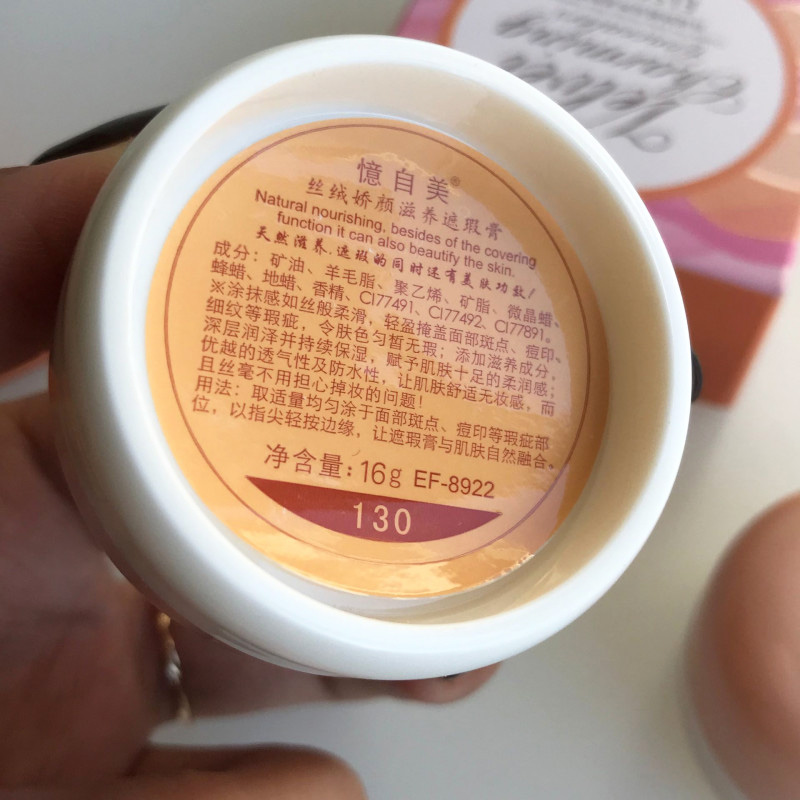 憶自美®
丝绒娇颜滋养遮瑕膏
Natural nourishing, besides of the covering
function it can also beautify the skin.
天然滋养.遮瑕的同时还有美肤功效!
成分：矿油、羊毛脂、聚乙烯、矿脂、微晶蜡、
蜂蜡、地蜡、香精、CI77491、CI77492、CI77891。
※涂抹感如丝般柔滑，轻盈掩盖面部斑点、痘印、
细纹等瑕疵，令肤色匀皙无瑕；添加滋养成分，
深层润泽并持续保湿，赋予肌肤十足的柔润感；
优越的透气性及防水性，让肌肤舒适无妆感，而
且丝毫不用担心掉妆的问题！
用法：取适量均匀涂于面部斑点、痘印等瑕疵部
位，以指尖轻按边缘，让遮瑕膏与肌肤自然融合。
净含量：16g EF-8922
130
Velvet
Charming